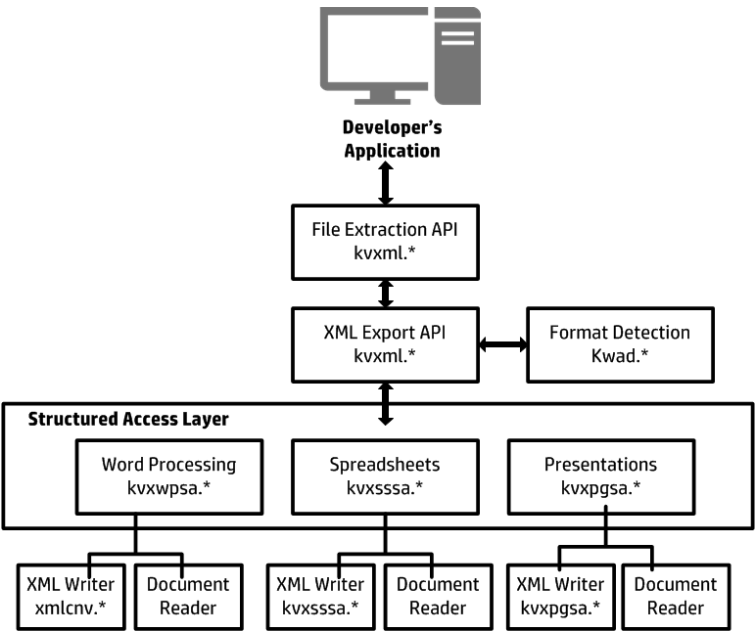 Developer's
Application
File Extraction API
kvxml.*
XML Export API
kvxml.*
Format Detection
Kwad.*
Structured Access Layer
Word Processing
kvxwpsa.*
Spreadsheets
kvxsssa.*
Presentations
kvxpgsa.*
XML Writer
xmlcnv.*
Document
Reader
XML Writer
kvxsssa.*
Document
Reader
XML Writer
kvxpgsa.*
Document
Reader